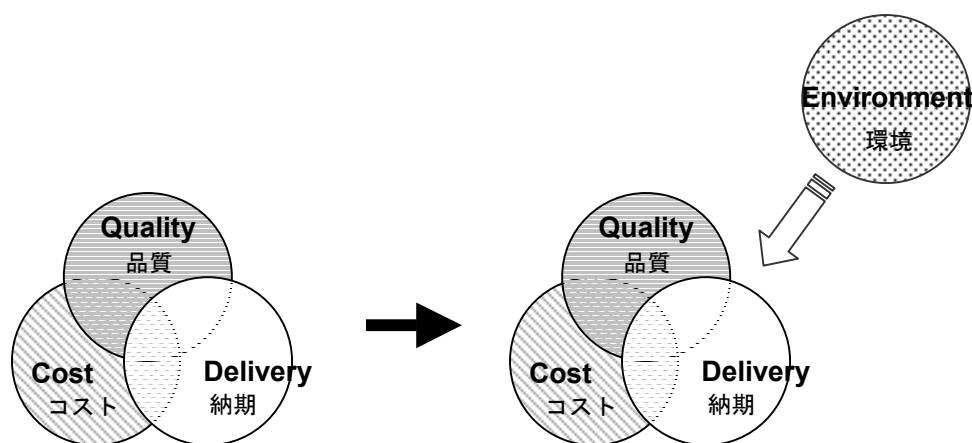 Environment
環境
Quality
品質
Cost
コスト
Delivery
納期
Quality
品質
Cost
コスト
Delivery
納期